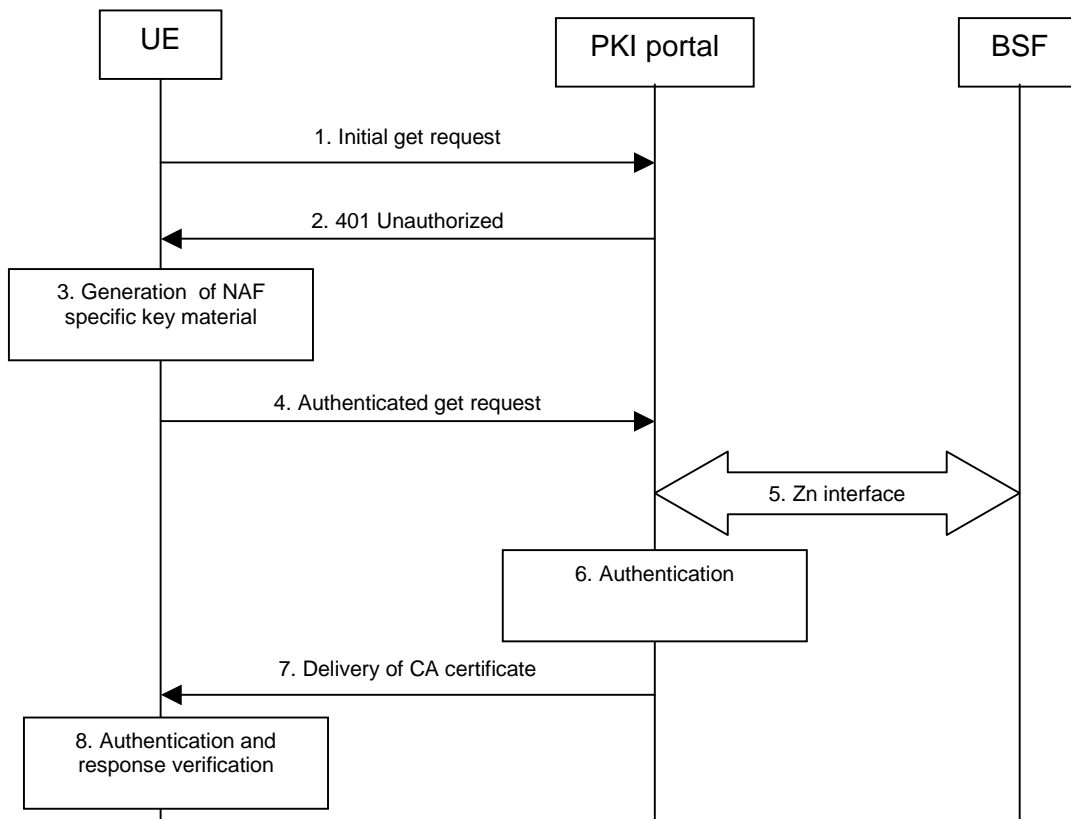 UE
PKI portal
BSF
1. Initial get request
2. 401 Unauthorized
3. Generation of NAF
specific key material
4. Authenticated get request
5. Zn interface
6. Authentication
7. Delivery of CA certificate
8. Authentication and
response verification